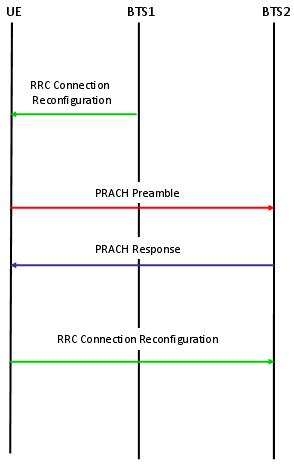 UE BTS1 BTS2
RRC Connection
Reconfiguration
PRACH Preamble
PRACH Response
RRC Connection Reconfiguration